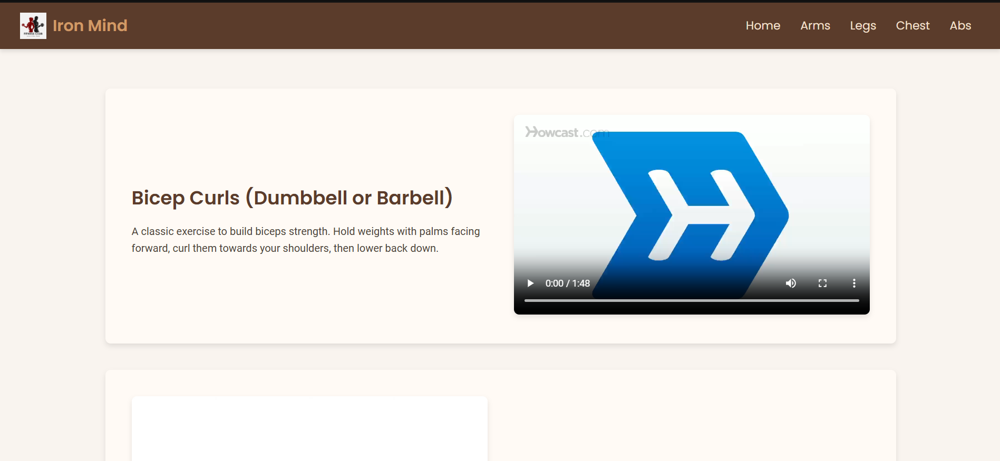 FITNESS CLUB
Iron Mind
Home
Arms
Legs
Chest
Abs
Howcast.com
Bicep Curls (Dumbbell or Barbell)
A classic exercise to build biceps strength. Hold weights with palms facing
forward, curl them towards your shoulders, then lower back down.
0:00 / 1:48